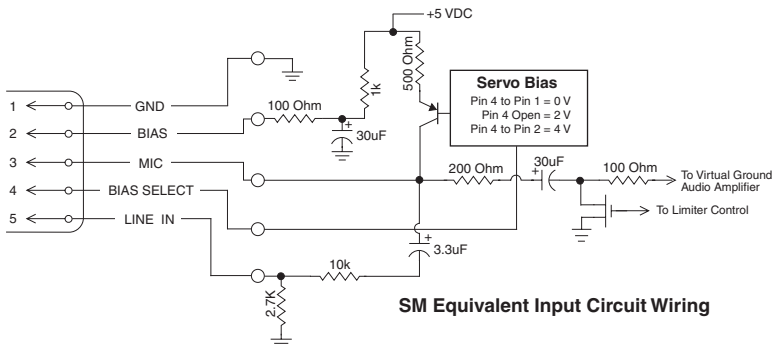 +5 VDC
500 Ohm
1k
Servo Bias
Pin 4 to Pin 1 = 0 V
Pin 4 Open = 2 V
Pin 4 to Pin 2 = 4 V
1 GND
100 Ohm
2 BIAS
+
30uF
3 MIC
200 Ohm
30uF
+
100 Ohm
To Virtual Ground
Audio Amplifier
4 BIAS SELECT
To Limiter Control
5 LINE IN
+
3.3uF
10k
2.7K
SM Equivalent Input Circuit Wiring